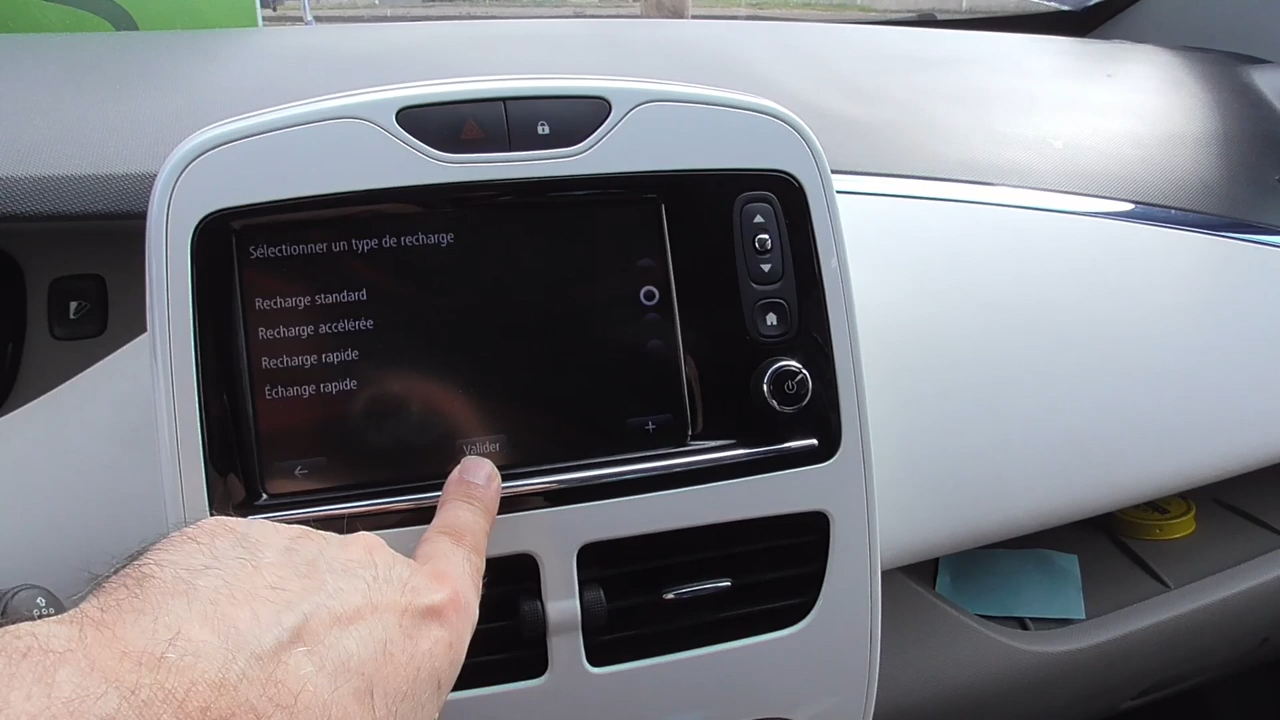 Sélectionner un type de recharge
Recharge standard
Recharge accélérée
Recharge rapide
Échange rapide
Valider